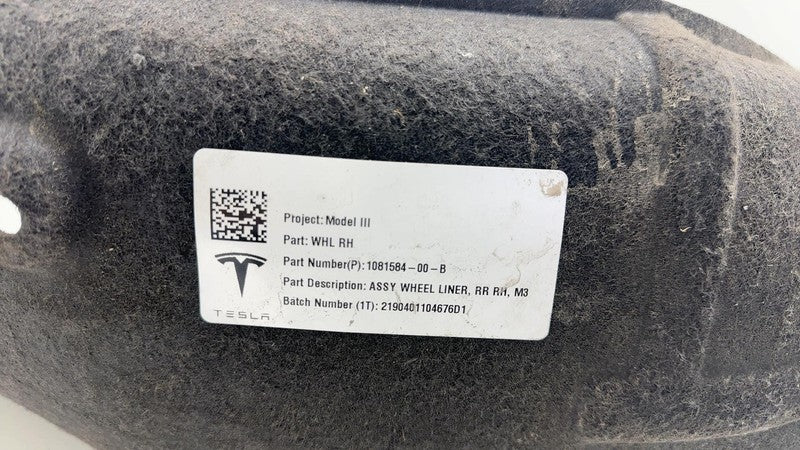 Project: Model III
Part: WHL RH
Part Number(P): 1081584-00-B
Part Description: ASSY WHEEL LINER, RR RH, M3
Batch Number (1T): 2190401104676D1
TESLA